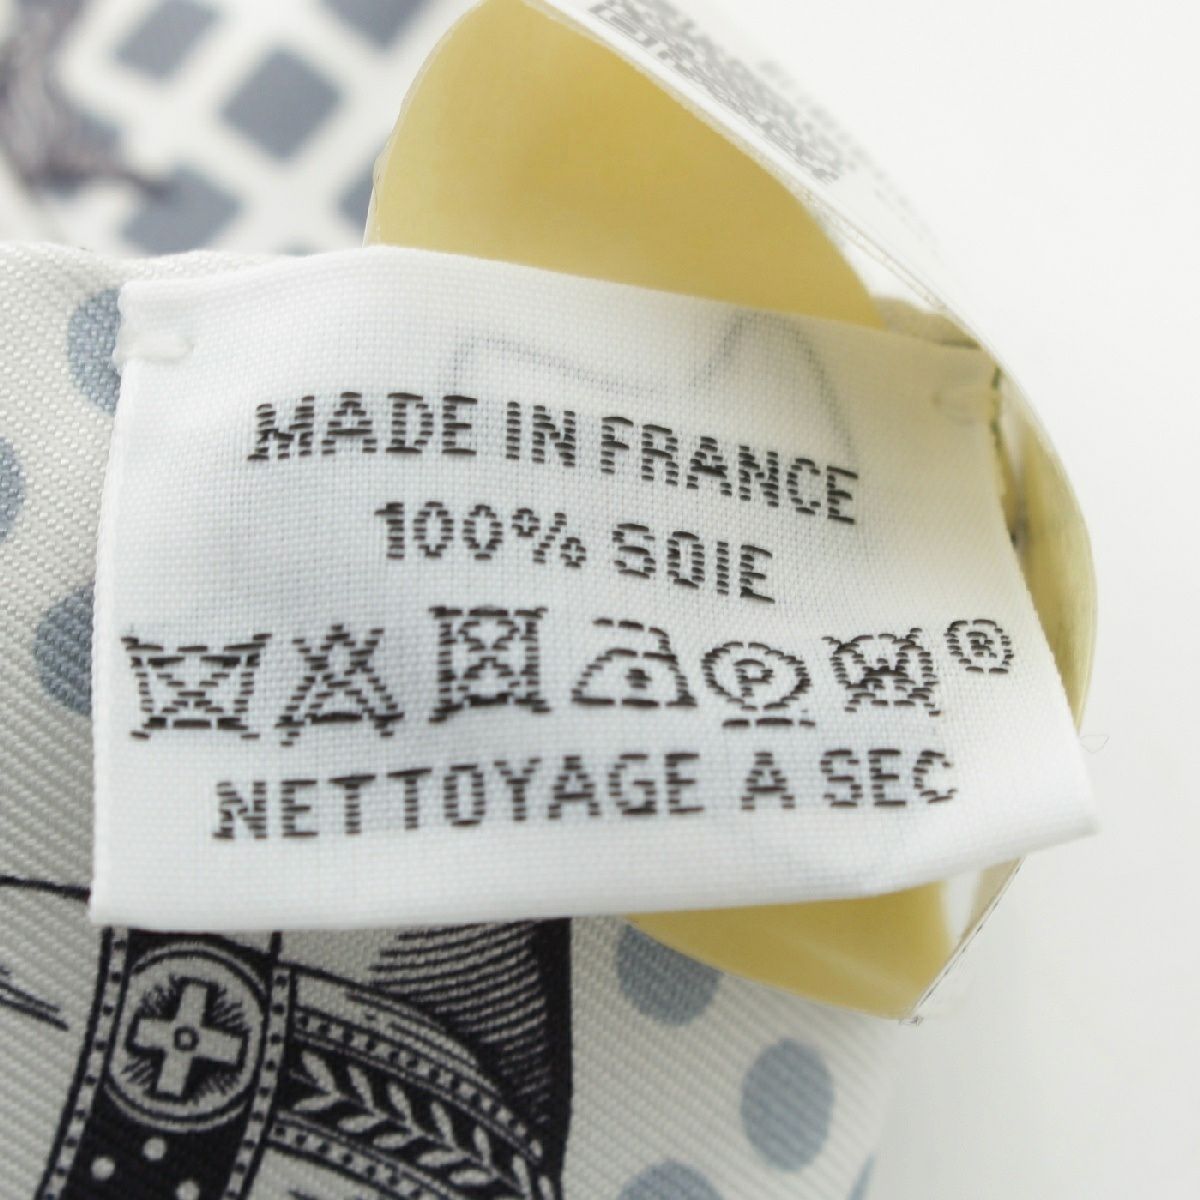 MADE IN FRANCE
100% SOIE
P W ®
NETTOYAGE A SEC